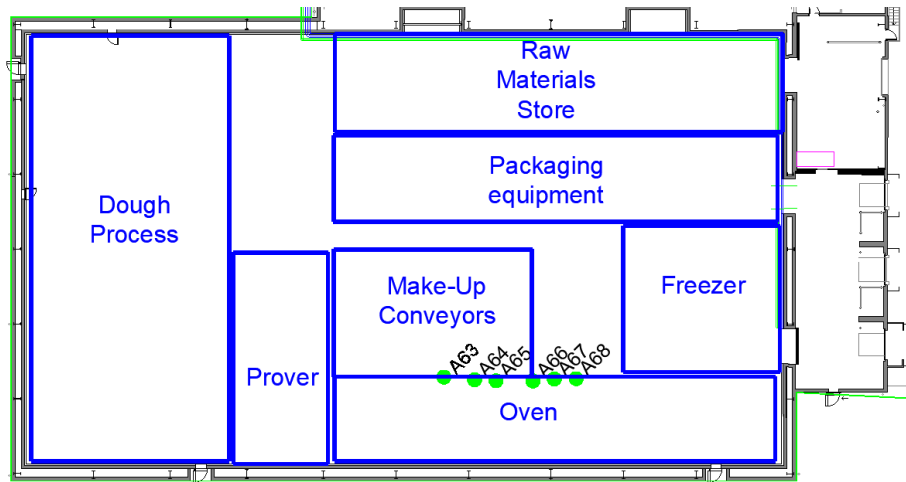 Raw
Materials
Store
Packaging
equipment
Dough
Process
Make-Up
Conveyors
Freezer
Prover
A63
A64
A65
A66
A67
A68
Oven